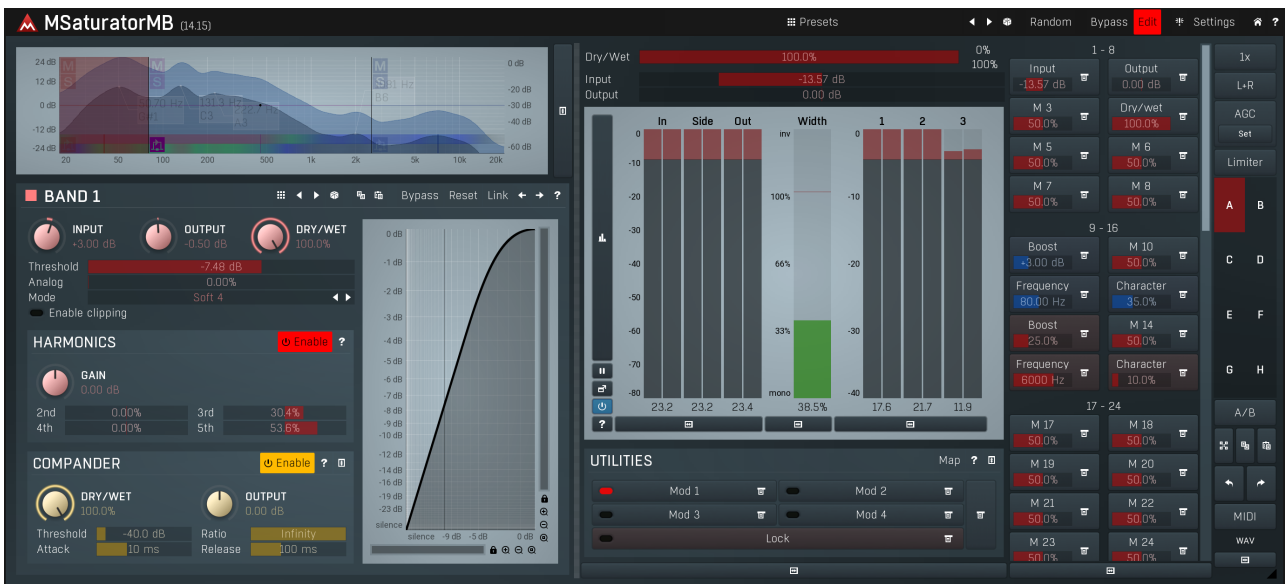 MSaturatorMB (14.15)
Presets
Random Bypass Edit Settings ?
24 dB
12 dB
0 dB
-12 dB
-24 dB
0 dB
-20 dB
-30 dB
-40 dB
-60 dB
M
S
M
S
M
S
20 50 100 200 500 1k 2k 5k 10k 20k
BAND 1
Bypass Reset Link ?
INPUT
+3.00 dB
OUTPUT
-0.50 dB
DRY/WET
100.0%
Threshold -7.48 dB
Analog 0.00%
Mode Soft 4
Enable clipping
HARMONICS Enable ?
GAIN
0.00 dB
2nd 0.00% 3rd 30.4%
4th 0.00% 5th 53.6%
COMPANDER Enable ?
DRY/WET
100.0%
OUTPUT
0.00 dB
Threshold -40.0 dB Ratio Infinity
Attack 10 ms Release 100 ms
0 dB
-1 dB
-2 dB
-3 dB
-4 dB
-5 dB
-6 dB
-7 dB
-8 dB
-9 dB
-10 dB
-12 dB
-14 dB
-16 dB
-19 dB
-23 dB
silence
silence -9 dB -5 dB 0 dB
Dry/Wet 100.0% 0%
100%
Input -13.57 dB
Output 0.00 dB
In Side Out Width 1 2 3
0
-10
-20
-30
-40
-50
-60
-70
-80
inv
100%
66%
33%
mono
0
-10
-20
-30
-40
23.2 23.2 23.4 38.5% 17.6 21.7 11.9
?
UTILITIES Map ?
Mod 1 Mod 2
Mod 3 Mod 4
Lock
1 - 8
Input Output
-13.57 dB 0.00 dB
M 3 Dry/wet
50.0% 100.0%
M 5 M 6
50.0% 50.0%
M 7 M 8
50.0% 50.0%
9 - 16
Boost M 10
+3.00 dB 50.0%
Frequency Character
80.00 Hz 35.0%
Boost M 14
25.0% 50.0%
Frequency Character
6000 Hz 10.0%
17 - 24
M 17 M 18
50.0% 50.0%
M 19 M 20
50.0% 50.0%
M 21 M 22
50.0% 50.0%
M 23 M 24
50.0% 50.0%
1x
L+R
AGC
Set
Limiter
A B
C D
E F
G H
A/B
MIDI
WAV